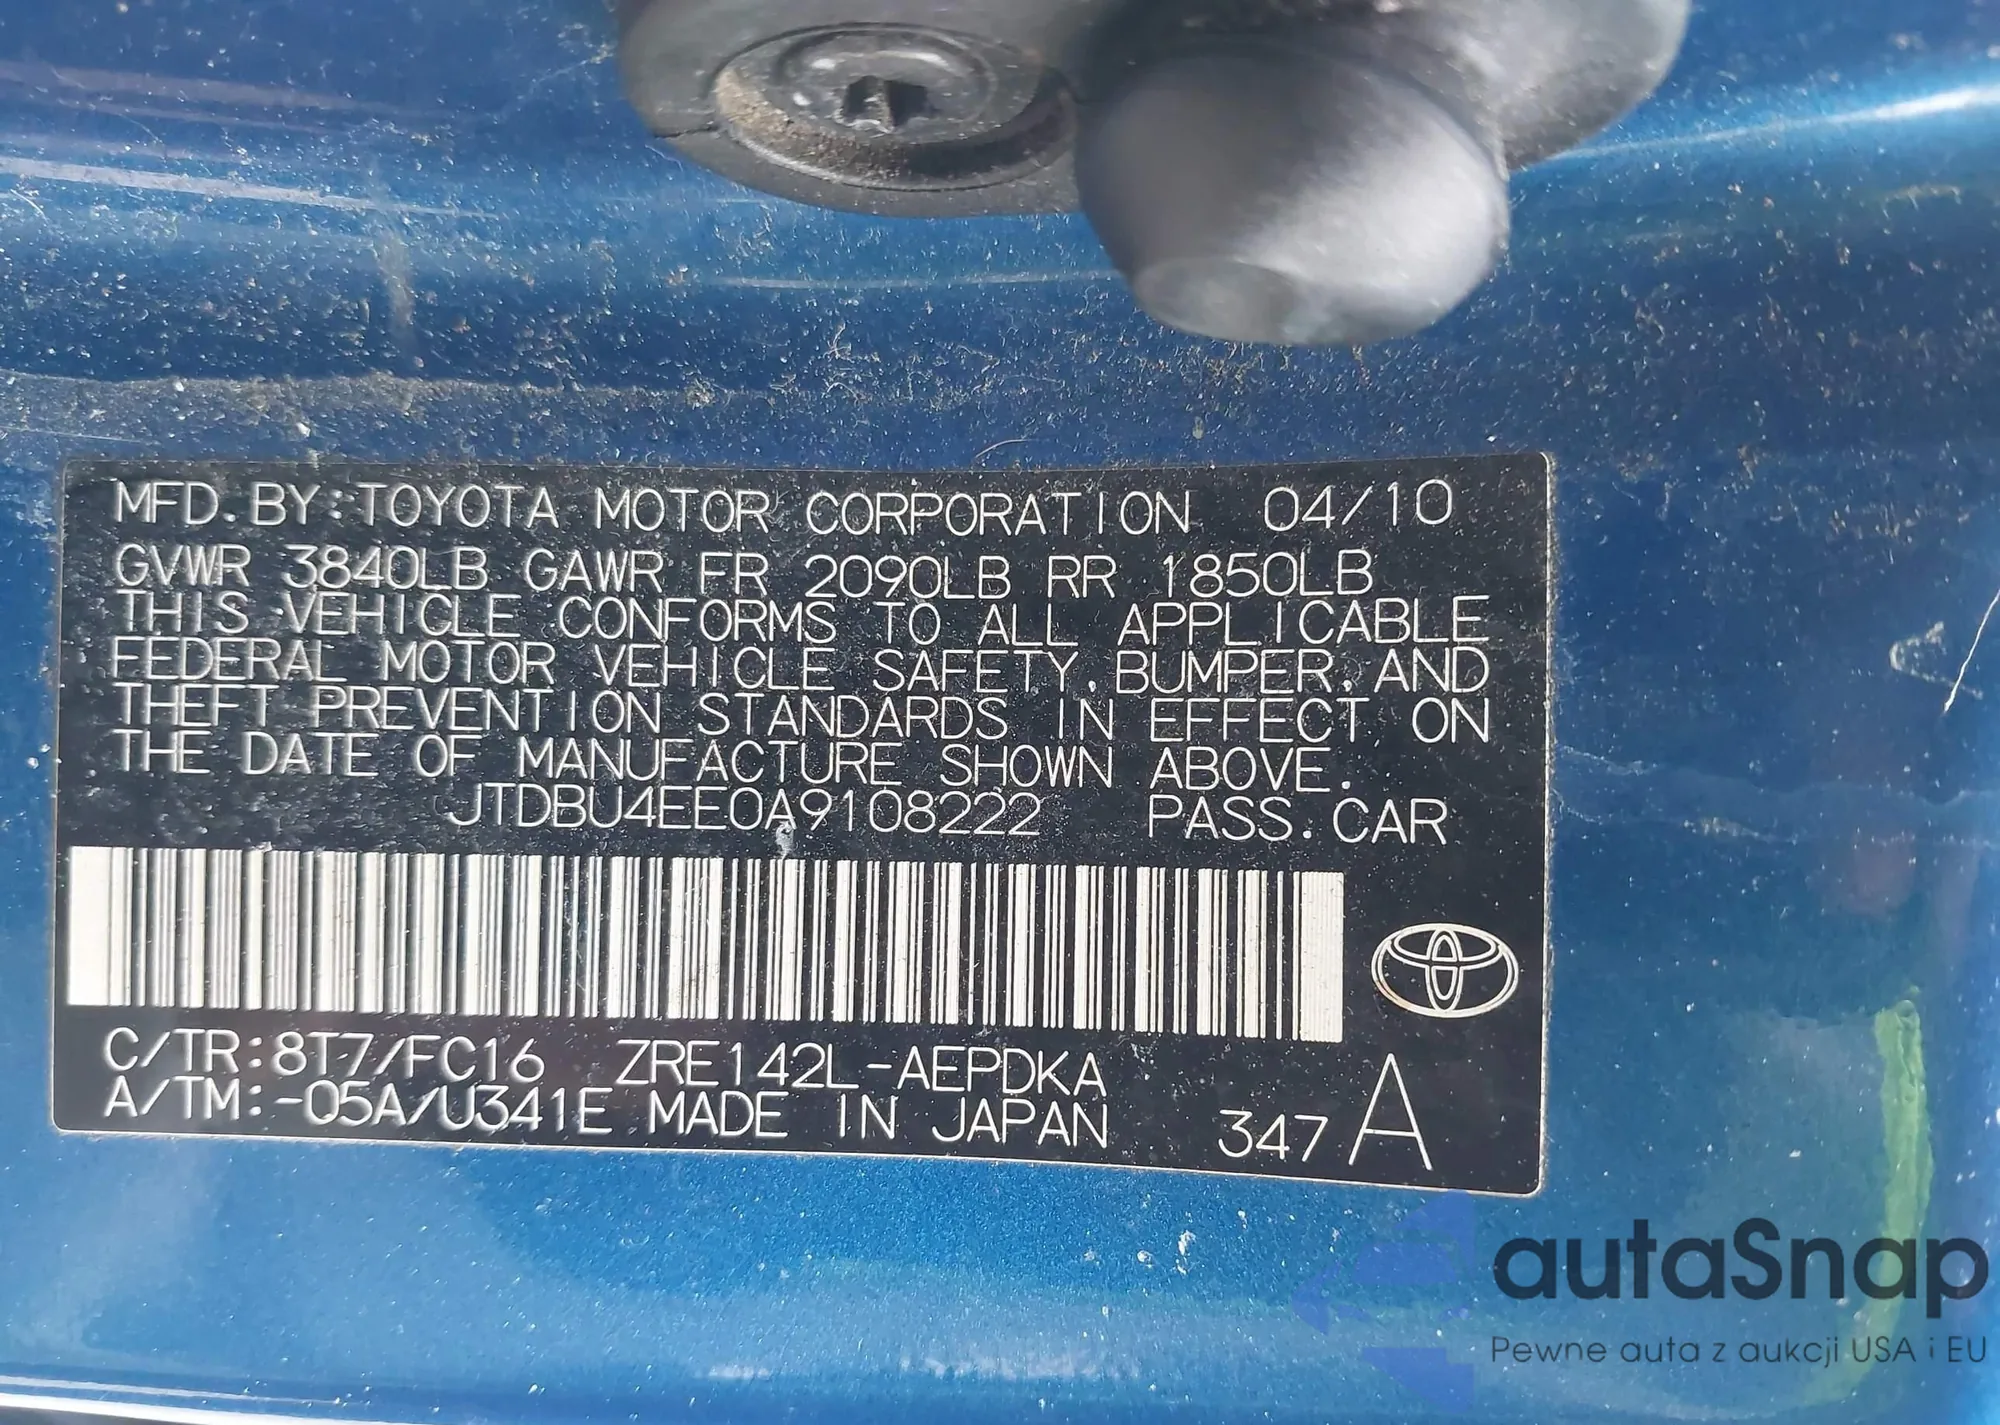 MFD. BY: TOYOTA MOTOR CORPORATION 04/10
GVWR 3840LB GAWR FR 2090LB RR 1850LB
THIS VEHICLE CONFORMS TO ALL APPLICABLE
FEDERAL MOTOR VEHICLE SAFETY, BUMPER, AND
THEFT PREVENTION STANDARDS IN EFFECT ON
THE DATE OF MANUFACTURE SHOWN ABOVE.
JTDBU4EE0A9108222 PASS. CAR
C/TR:8T7/FC16 ZRE142L-AEPDKA
A/TM:-05A/U341E MADE IN JAPAN 347 A
autaSnap
Pewne auta z aukcji USA i EU